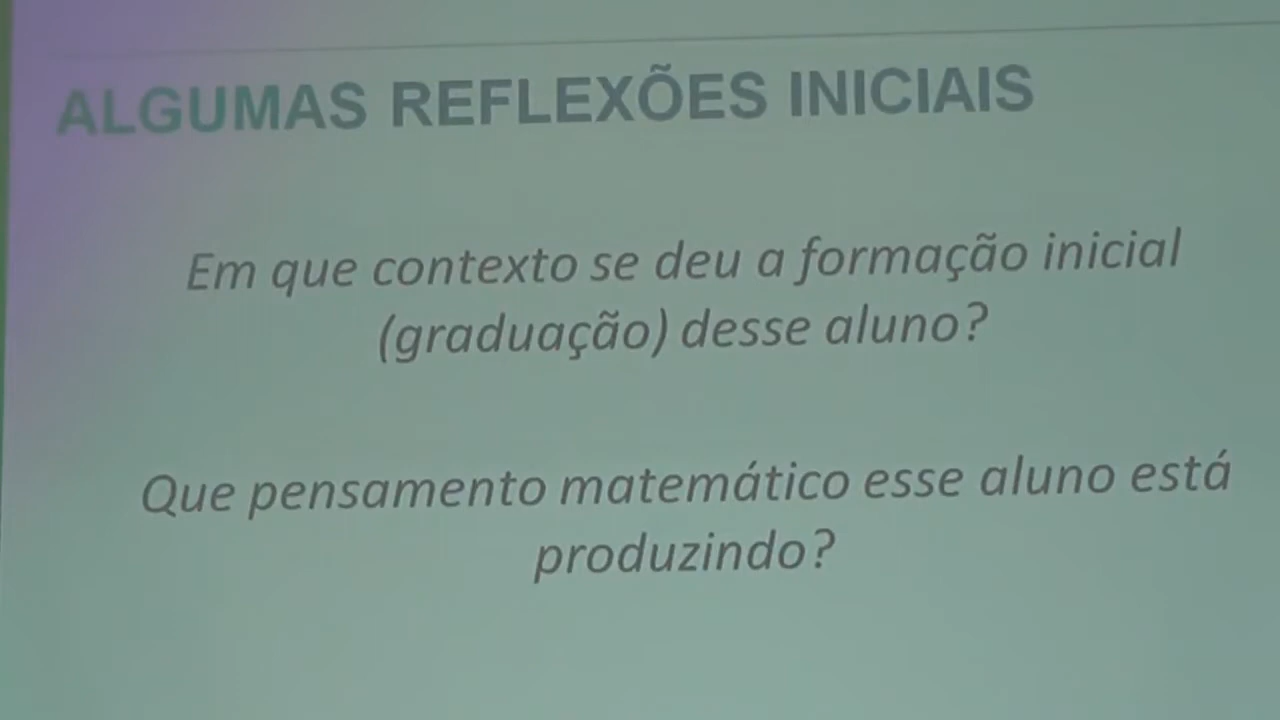 ALGUMAS REFLEXÕES INICIAIS
Em que contexto se deu a formação inicial
(graduação) desse aluno?
Que pensamento matemático esse aluno está
produzindo?